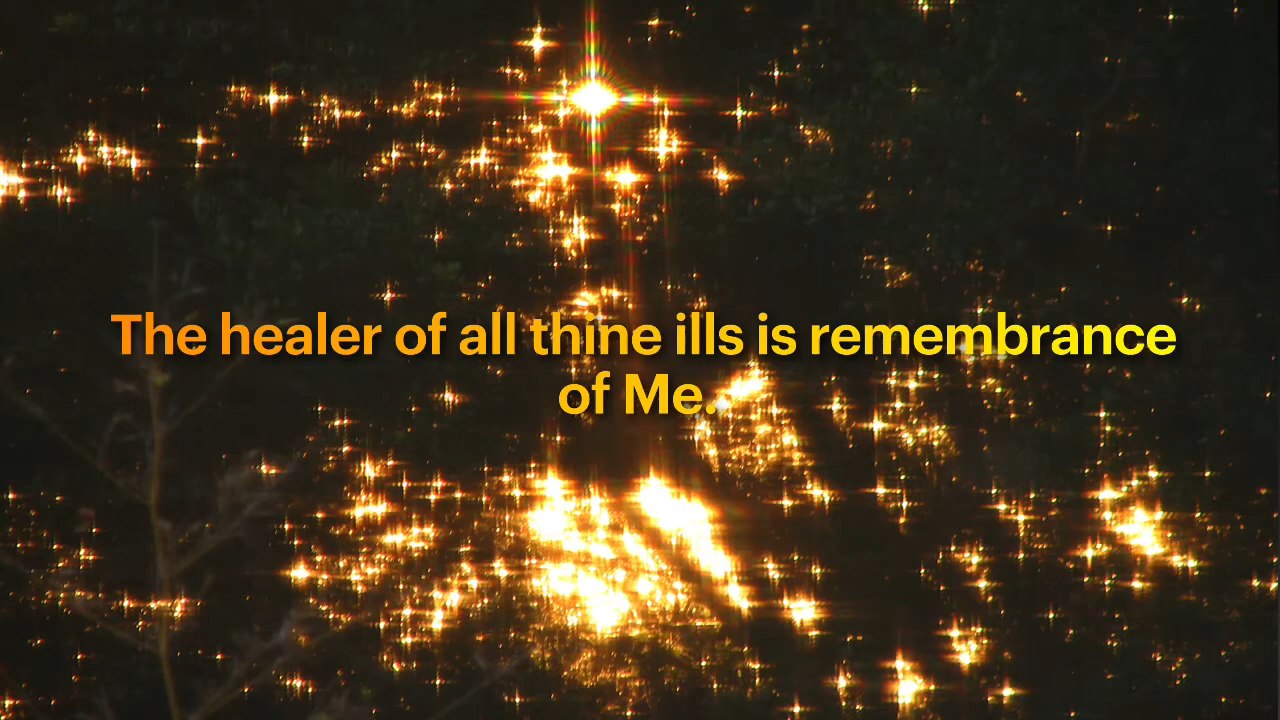 The healer of all thine ills is remembrance
of Me.